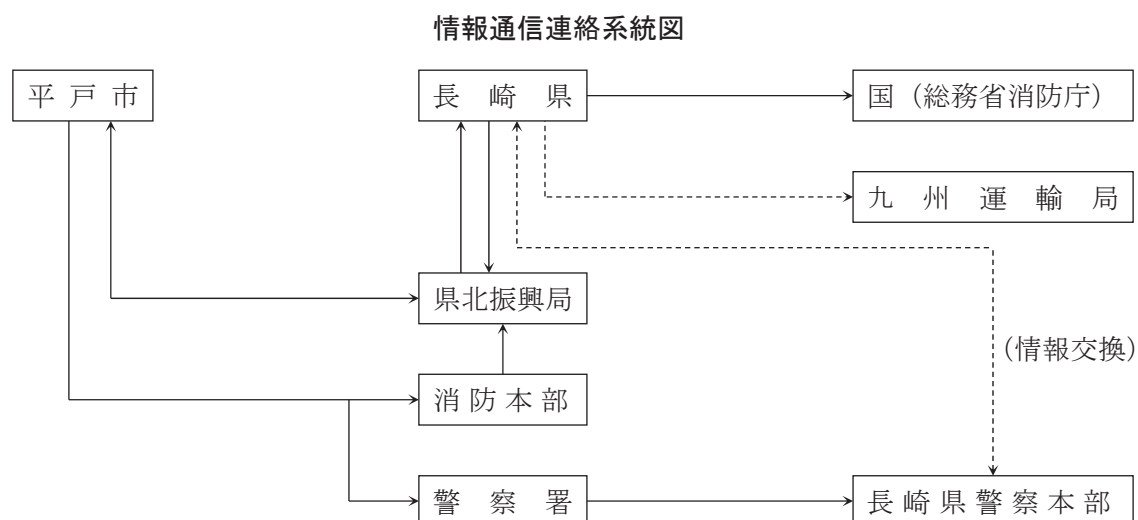 情報通信連絡系統図
平戸市
長崎県
国（総務省消防庁）
九州運輸局
県北振興局
（情報交換）
消防本部
警察署
長崎県警察本部